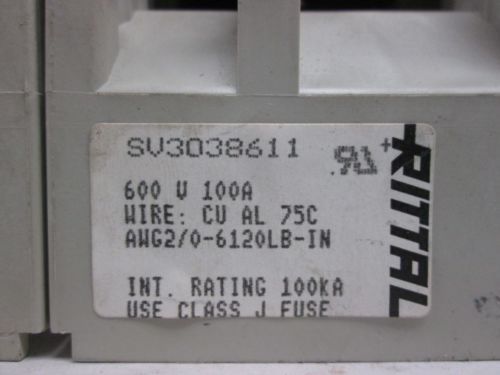 SV3038611
600 V 100A
WIRE: CU AL 75C
AWG2/0-6120LB-IN
INT. RATING 100KA
USE CLASS J FUSE
RITTAL